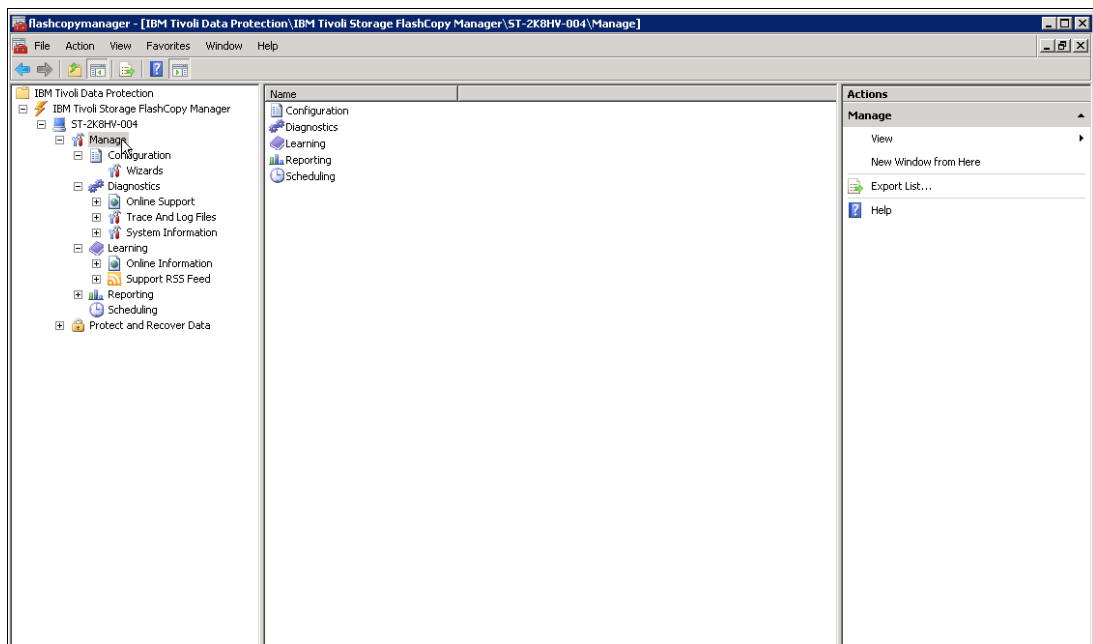 flashcopymanager - [IBM Tivoli Data Protection\IBM Tivoli Storage FlashCopy Manager\ST-2K8HV-004\Manage]
File Action View Favorites Window Help
IBM Tivoli Data Protection
IBM Tivoli Storage FlashCopy Manager
ST-2K8HV-004
Manage
Configuration
Wizards
Diagnostics
Online Support
Trace And Log Files
System Information
Learning
Online Information
Support RSS Feed
Reporting
Scheduling
Protect and Recover Data
Name
Configuration
Diagnostics
Learning
Reporting
Scheduling
Actions
Manage
View
New Window from Here
Export List...
Help